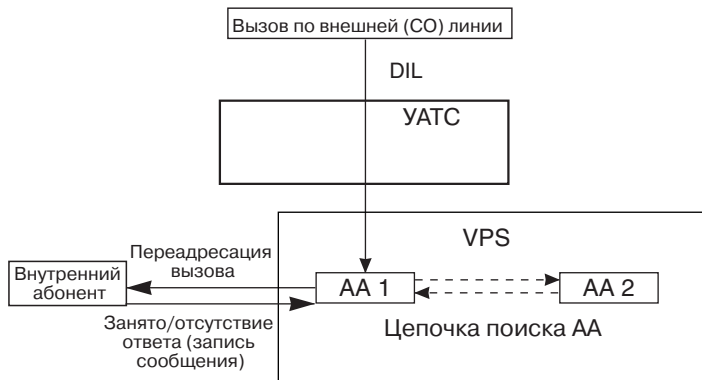 Вызов по внешней (CO) линии
DIL
УАТС
VPS
Переадресация
вызова
Внутренний
абонент
AA 1
AA 2
Занято/отсутствие
ответа (запись
сообщения)
Цепочка поиска AA